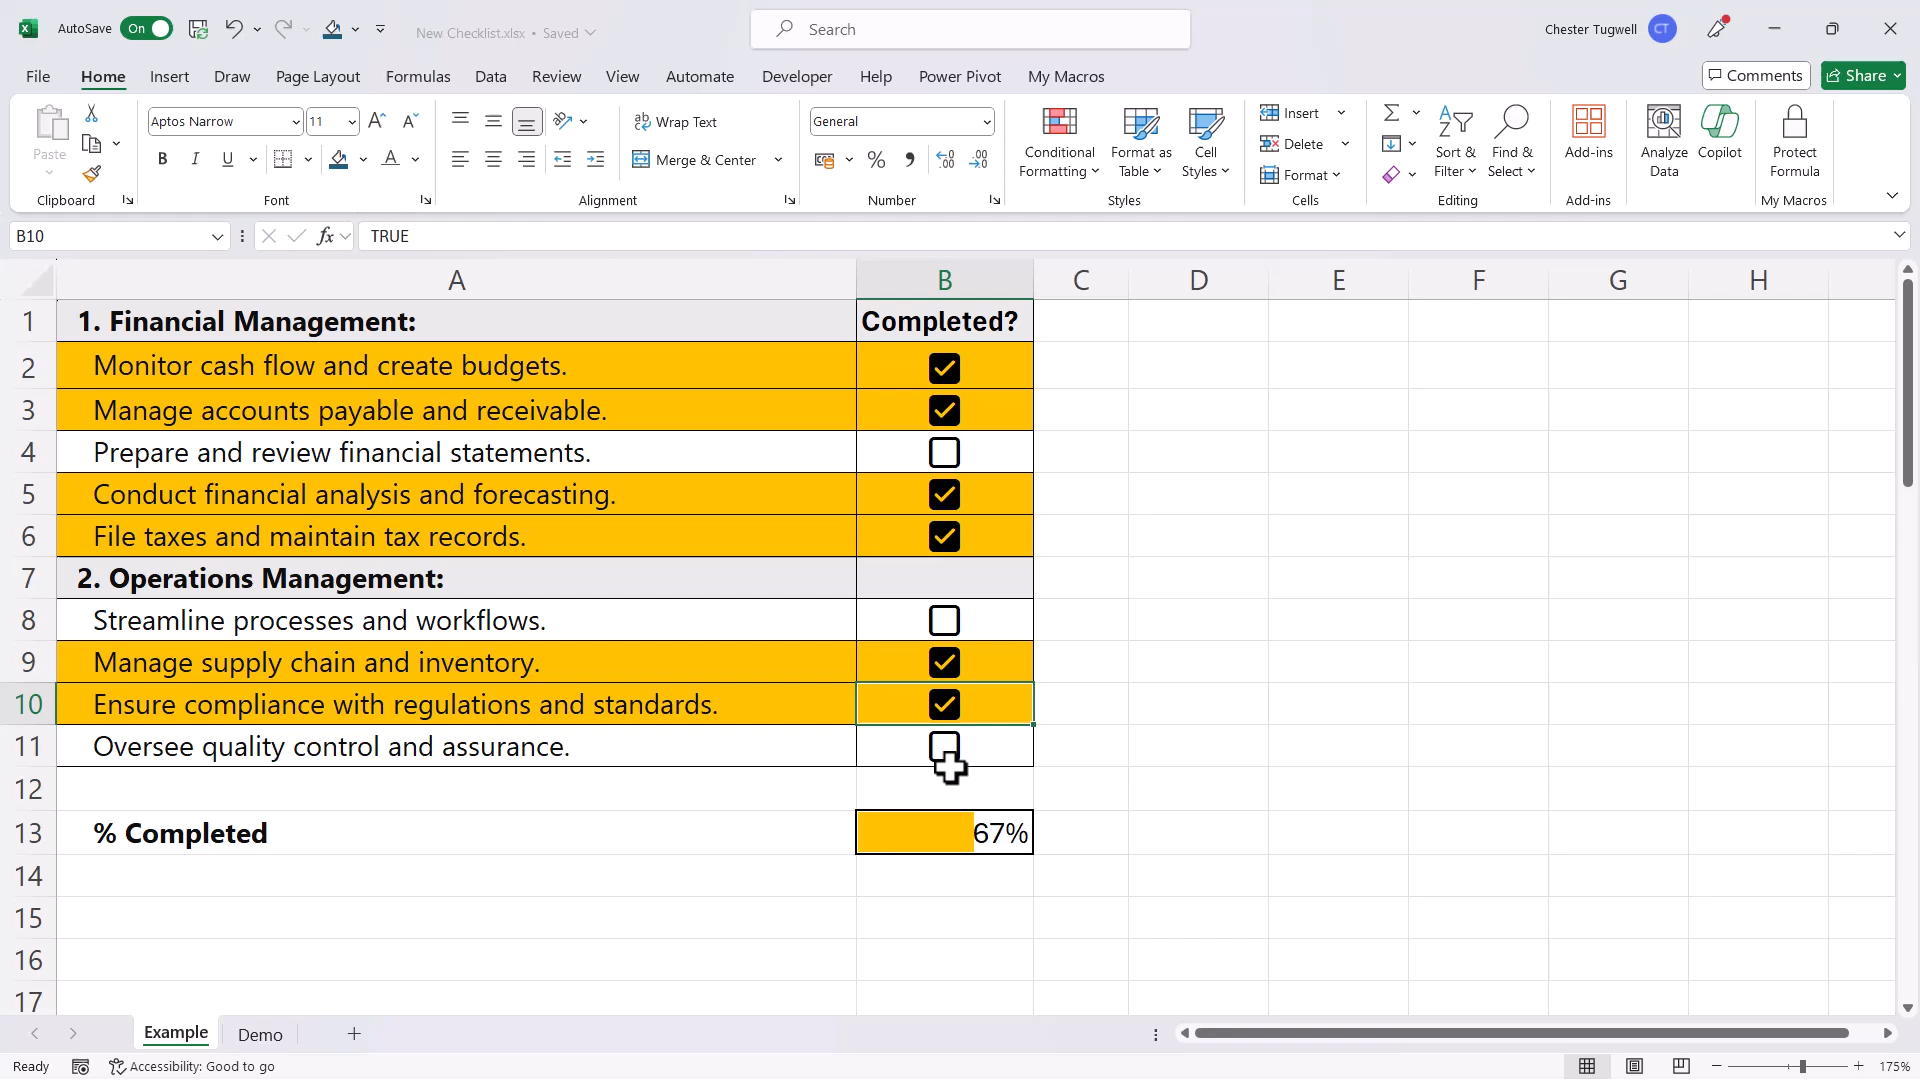 AutoSave On New Checklist.xlsx • Saved Search Chester Tugwell CT
File Home Insert Draw Page Layout Formulas Data Review View Automate Developer Help Power Pivot My Macros Comments Share
Paste
Clipboard
Aptos Narrow 11
B I U A
Font
Wrap Text
Merge & Center
Alignment
General
Number
Conditional Formatting
Format as Table
Cell Styles
Styles
Insert
Delete
Format
Cells
Sort & Filter
Find & Select
Editing
Add-ins
Add-ins
Analyze Data
Copilot
Protect Formula
My Macros
B10 fx TRUE
A B C D E F G H
1 1. Financial Management: Completed?
2 Monitor cash flow and create budgets.
3 Manage accounts payable and receivable.
4 Prepare and review financial statements.
5 Conduct financial analysis and forecasting.
6 File taxes and maintain tax records.
7 2. Operations Management:
8 Streamline processes and workflows.
9 Manage supply chain and inventory.
10 Ensure compliance with regulations and standards.
11 Oversee quality control and assurance.
12
13 % Completed 67%
14
15
16
17
Example Demo
Ready Accessibility: Good to go 175%